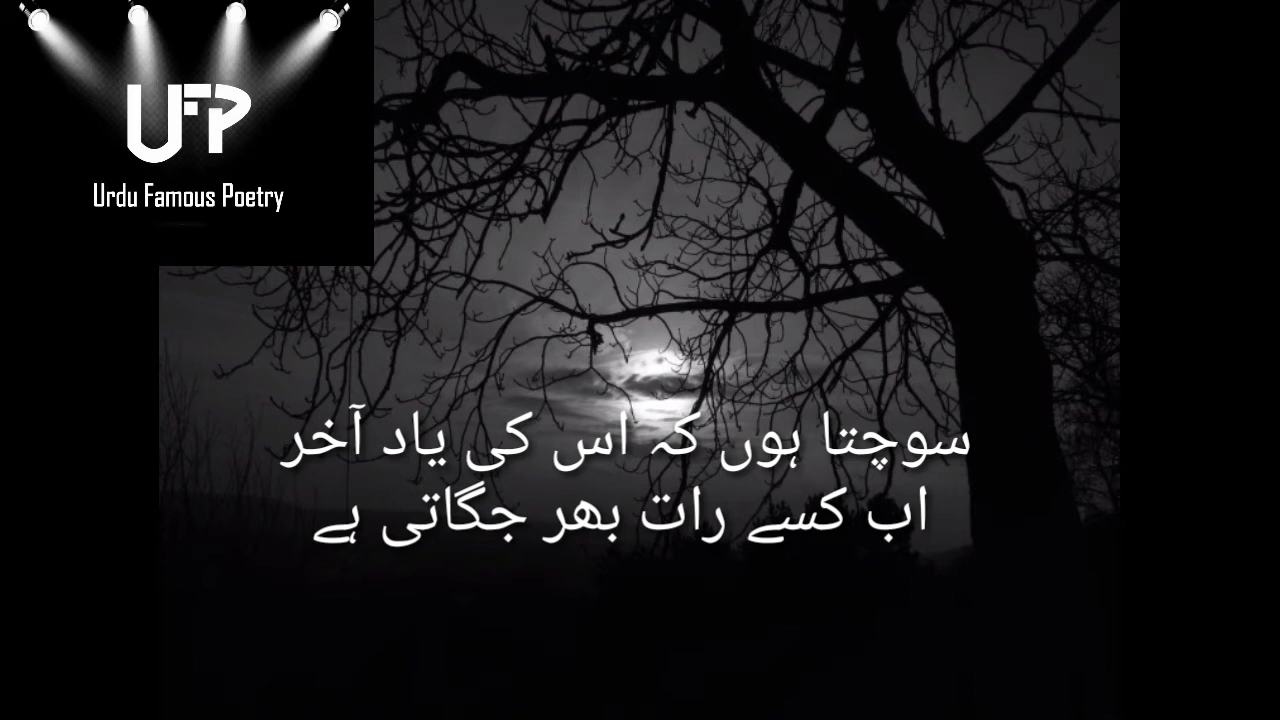 UFP
Urdu Famous Poetry
سوچتا ہوں کہ اس کی یاد آخر
اب کسے رات بھر جگاتی ہے